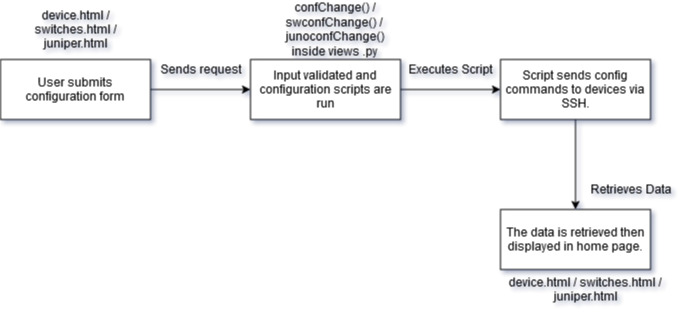 device.html /
switches.html /
juniper.html
confChange() /
swconfChange() /
junoconfChange()
inside views .py
User submits
configuration form
Sends request
Input validated and
configuration scripts are
run
Executes Script
Script sends config
commands to devices via
SSH.
Retrieves Data
The data is retrieved then
displayed in home page.
device.html / switches.html /
juniper.html